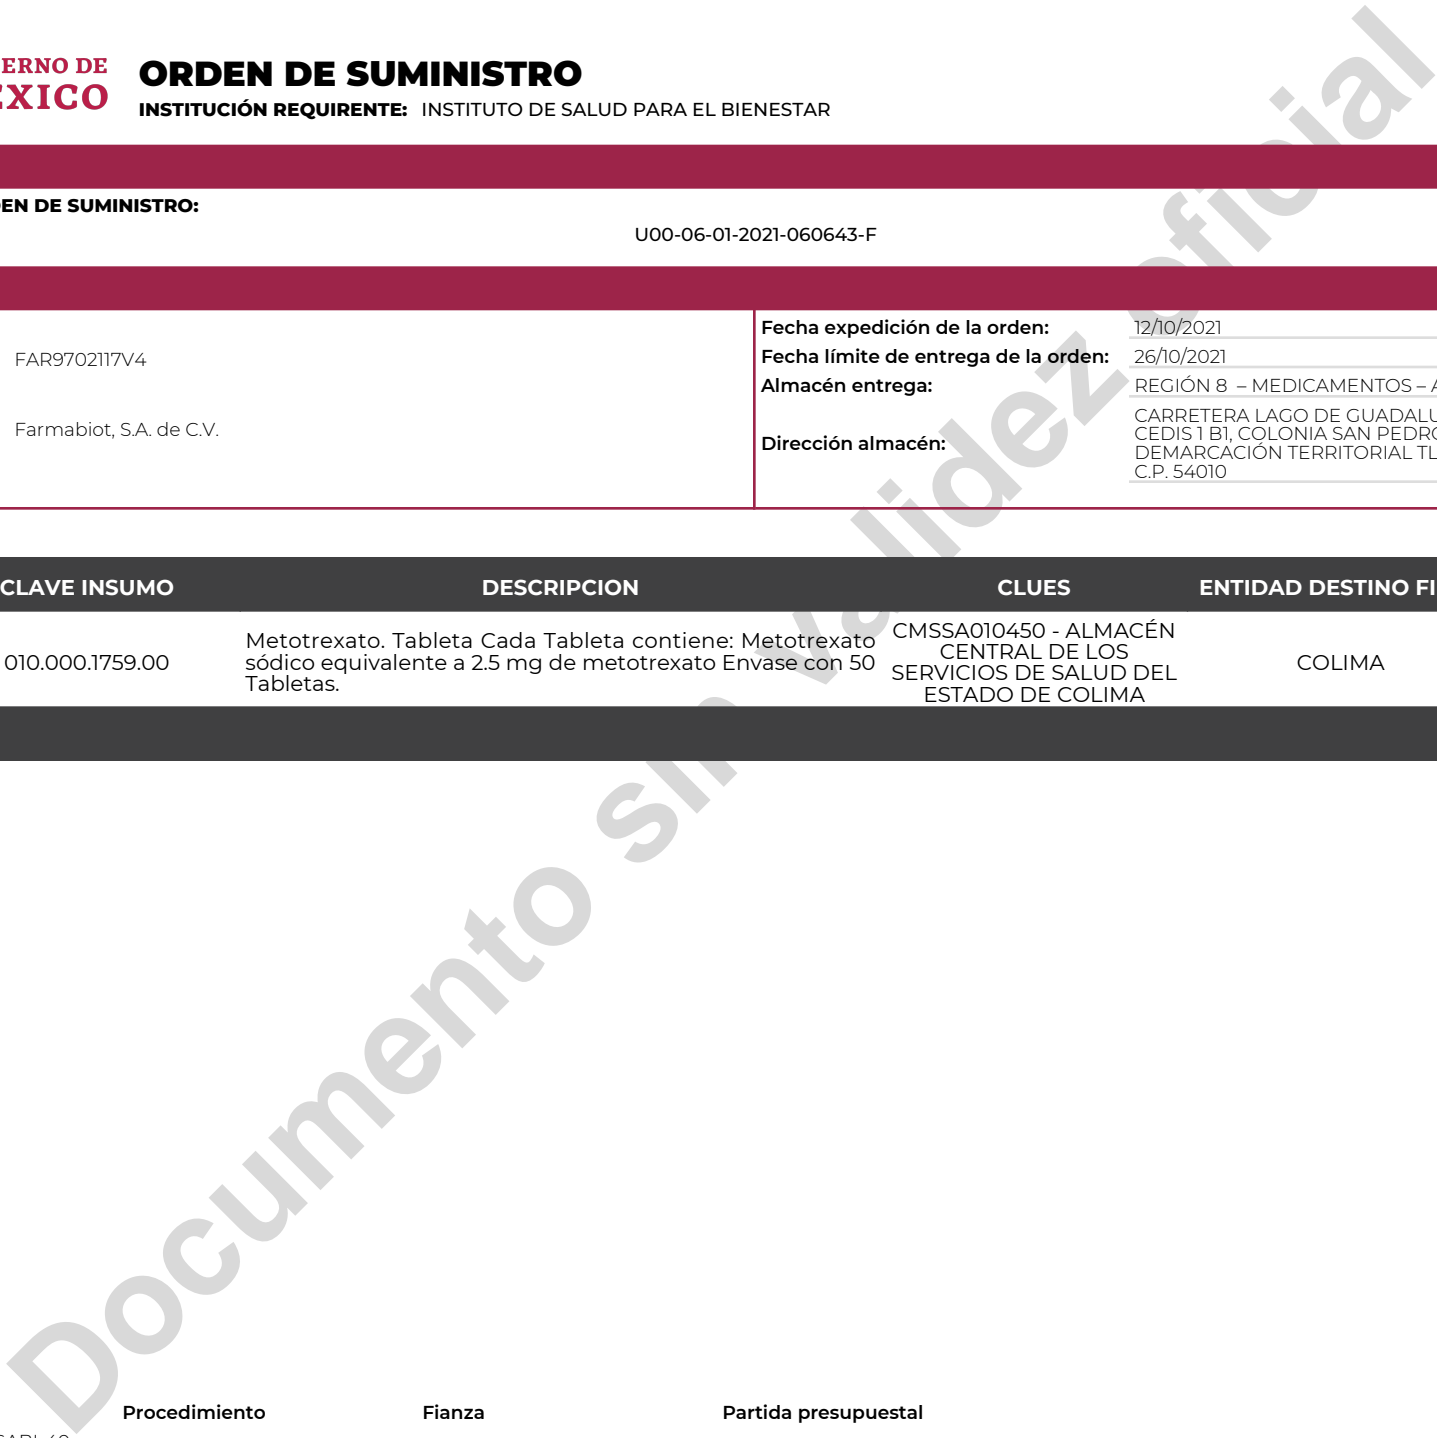 ERNO DE
EXICO
ORDEN DE SUMINISTRO
INSTITUCIÓN REQUIRENTE: INSTITUTO DE SALUD PARA EL BIENESTAR
EN DE SUMINISTRO:
U00-06-01-2021-060643-F
FAR9702117V4
Farmabiot, S.A. de C.V.
Fecha expedición de la orden: 12/10/2021
Fecha límite de entrega de la orden: 26/10/2021
Almacén entrega: REGIÓN 8 – MEDICAMENTOS – A
Dirección almacén:
CARRETERA LAGO DE GUADALU
CEDIS 1 B1, COLONIA SAN PEDRO
DEMARCACIÓN TERRITORIAL TL
C.P. 54010
CLAVE INSUMO DESCRIPCION CLUES ENTIDAD DESTINO FI
010.000.1759.00
Metotrexato. Tableta Cada Tableta contiene: Metotrexato
sódico equivalente a 2.5 mg de metotrexato Envase con 50
Tabletas.
CMSSA010450 - ALMACÉN
CENTRAL DE LOS
SERVICIOS DE SALUD DEL
ESTADO DE COLIMA
COLIMA
Documento sin validez oficial
Procedimiento Fianza Partida presupuestal